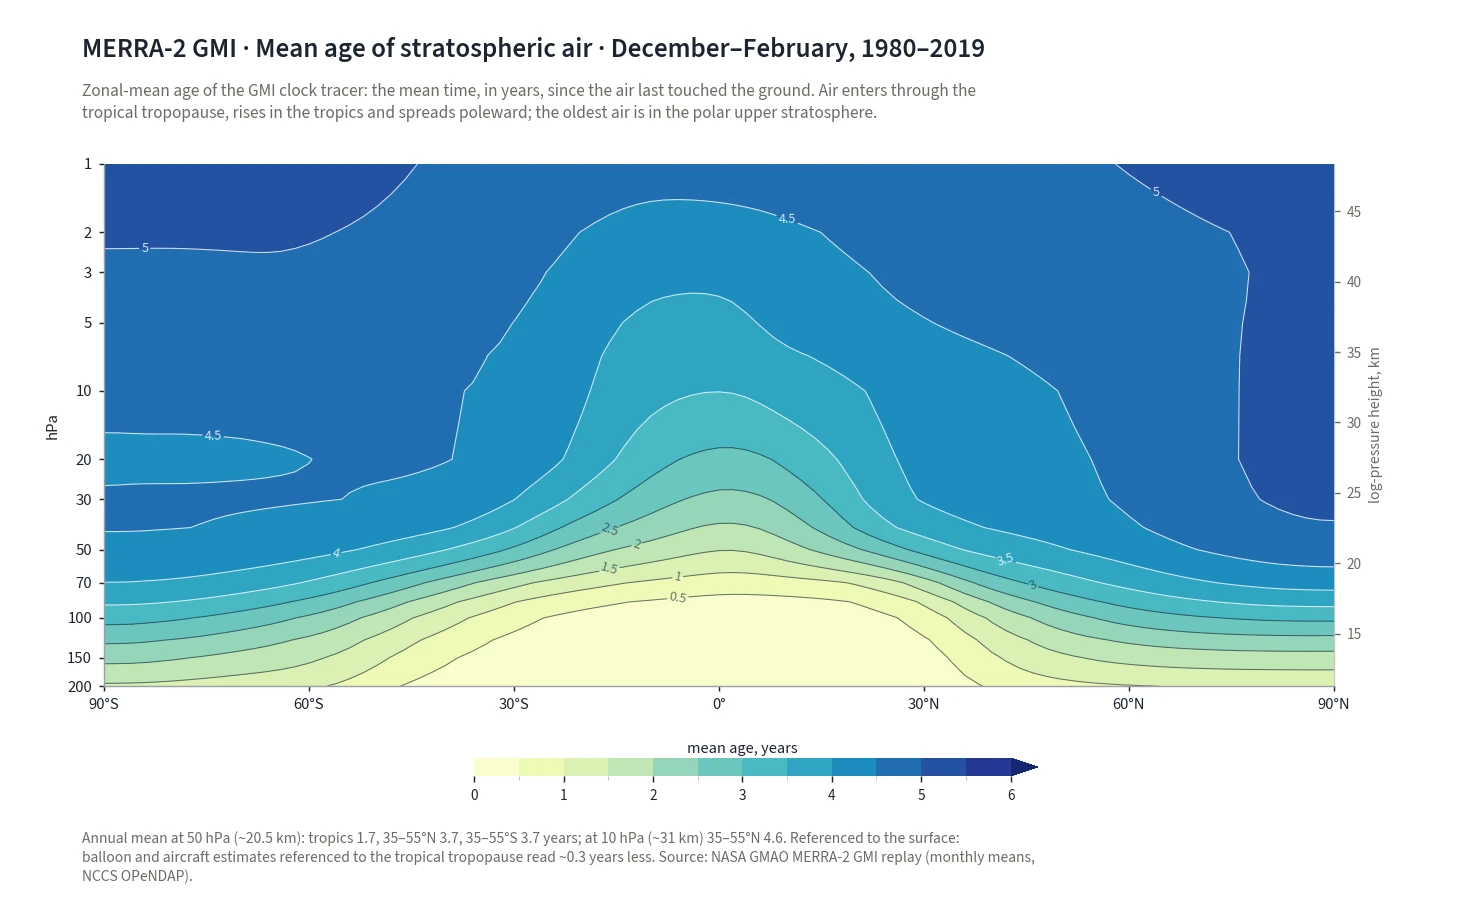 MERRA-2 GMI · Mean age of stratospheric air · December–February, 1980–2019
Zonal-mean age of the GMI clock tracer: the mean time, in years, since the air last touched the ground. Air enters through the
tropical tropopause, rises in the tropics and spreads poleward; the oldest air is in the polar upper stratosphere.
1
2
3
5
10
20
30
50
70
100
150
200
hPa
45
40
35
30
25
20
15
log-pressure height, km
5
5
4.5
4.5
4
3.5
3
2.5
2
1.5
1
0.5
90°S
60°S
30°S
0°
30°N
60°N
90°N
mean age, years
0
1
2
3
4
5
6
Annual mean at 50 hPa (~20.5 km): tropics 1.7, 35–55°N 3.7, 35–55°S 3.7 years; at 10 hPa (~31 km) 35–55°N 4.6. Referenced to the surface:
balloon and aircraft estimates referenced to the tropical tropopause read ~0.3 years less. Source: NASA GMAO MERRA-2 GMI replay (monthly means,
NCCS OPeNDAP).